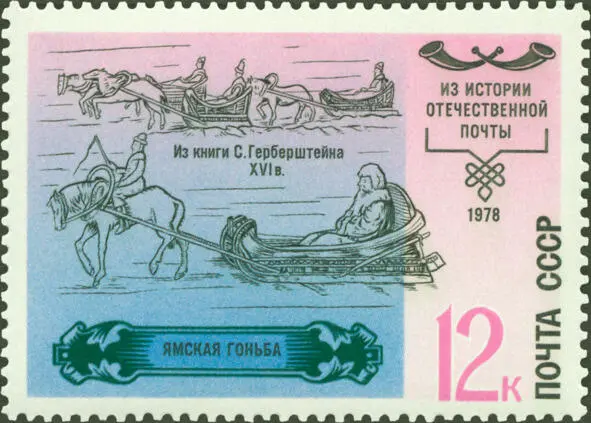 Из книги С.Герберштейна
XVI в.
ЯМСКАЯ ГОНЬБА
ИЗ ИСТОРИИ
ОТЕЧЕСТВЕННОЙ
ПОЧТЫ
1978
12к
ПОЧТА СССР